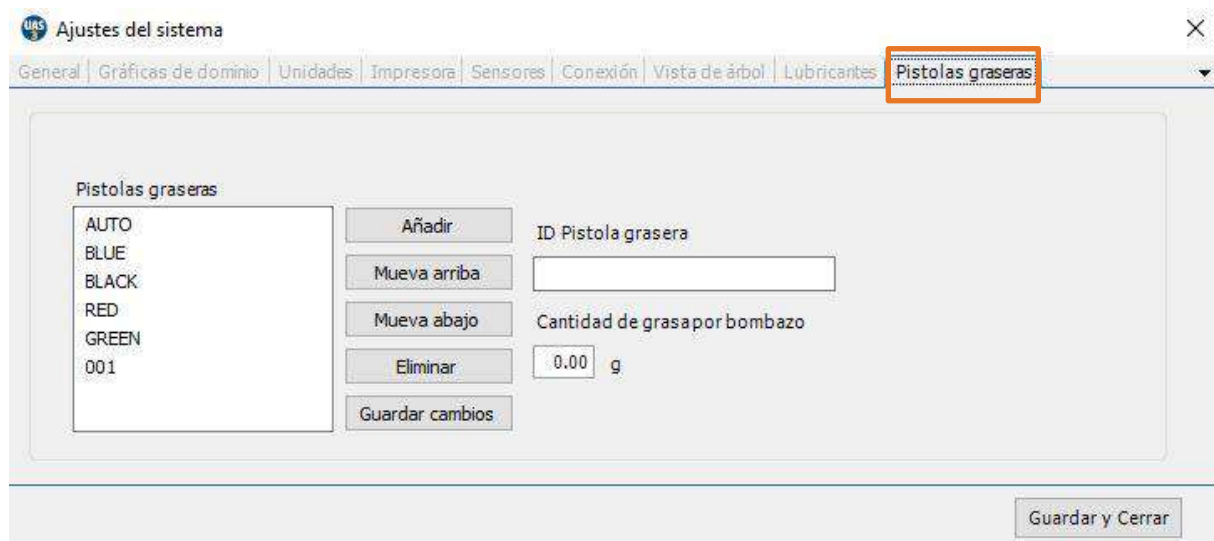 UAS
3
Ajustes del sistema
General Gráficas de dominio Unidades Impresora Sensores Conexión Vista de árbol Lubricantes Pistolas graseras
Pistolas graseras
AUTO
BLUE
BLACK
RED
GREEN
001
Añadir
Mueva arriba
Mueva abajo
Eliminar
Guardar cambios
ID Pistola grasera
Cantidad de grasa por bombazo
0.00 g
Guardar y Cerrar